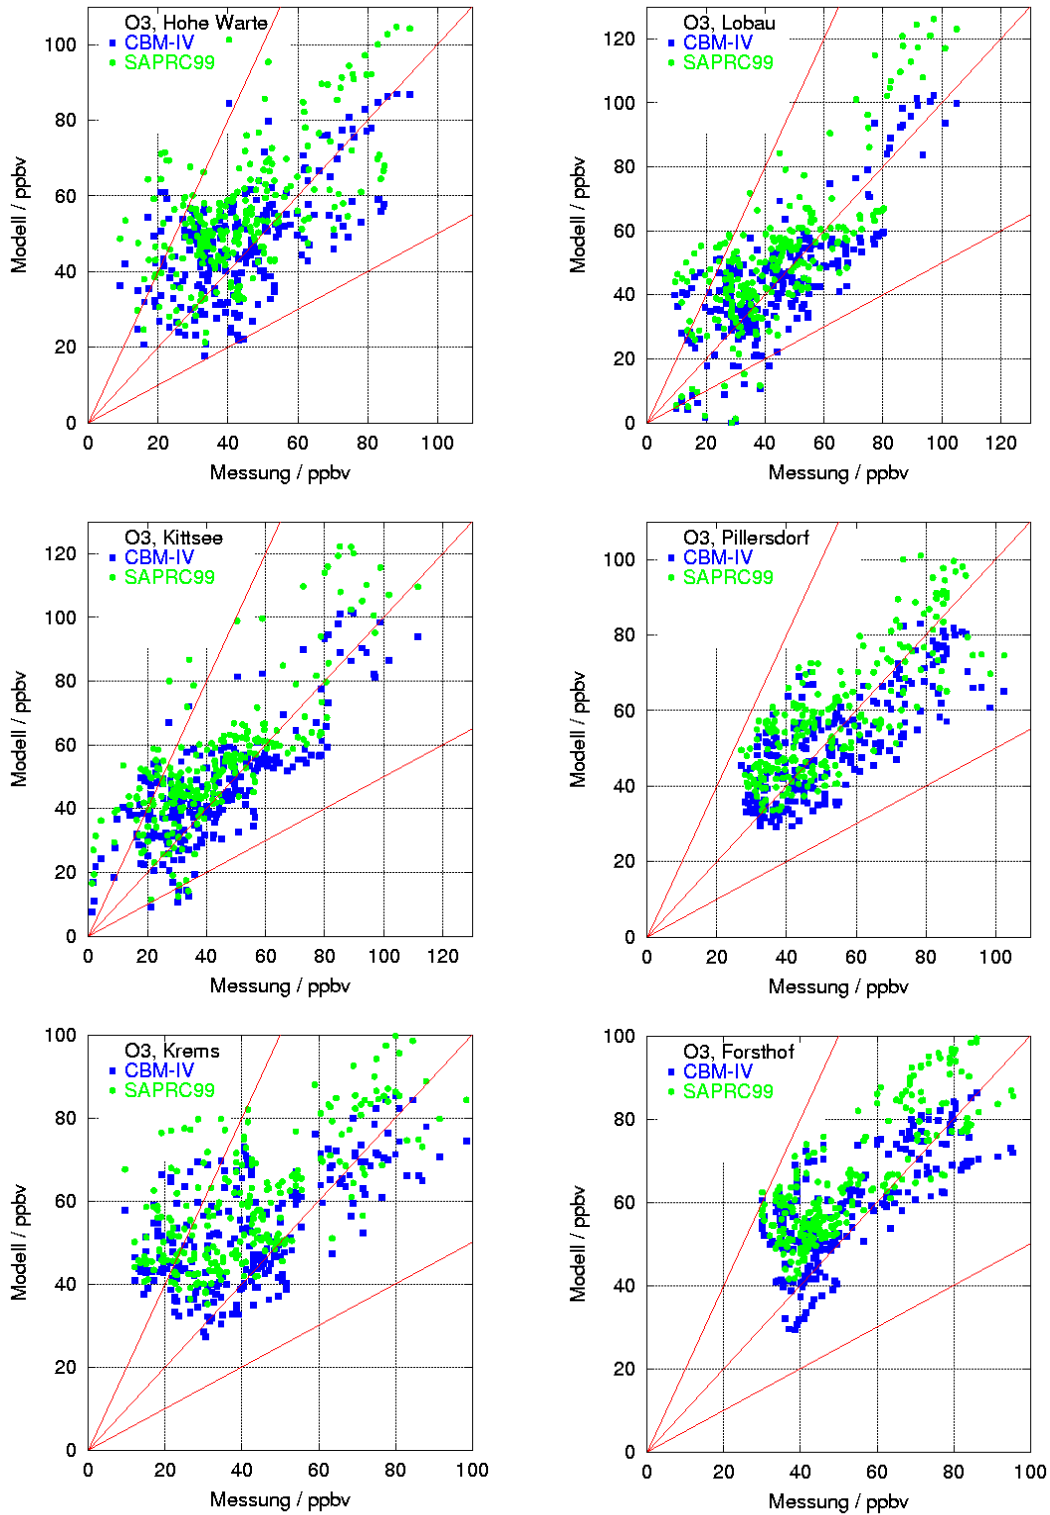 O3, Hohe Warte
CBM-IV
SAPRC99
Modell / ppbv
100
80
60
40
20
0
0 20 40 60 80 100
Messung / ppbv
O3, Lobau
CBM-IV
SAPRC99
Modell / ppbv
120
100
80
60
40
20
0
0 20 40 60 80 100 120
Messung / ppbv
O3, Kittsee
CBM-IV
SAPRC99
Modell / ppbv
120
100
80
60
40
20
0
0 20 40 60 80 100 120
Messung / ppbv
O3, Pillersdorf
CBM-IV
SAPRC99
Modell / ppbv
100
80
60
40
20
0
0 20 40 60 80 100
Messung / ppbv
O3, Krems
CBM-IV
SAPRC99
Modell / ppbv
100
80
60
40
20
0
0 20 40 60 80 100
Messung / ppbv
O3, Forsthof
CBM-IV
SAPRC99
Modell / ppbv
100
80
60
40
20
0
0 20 40 60 80 100
Messung / ppbv